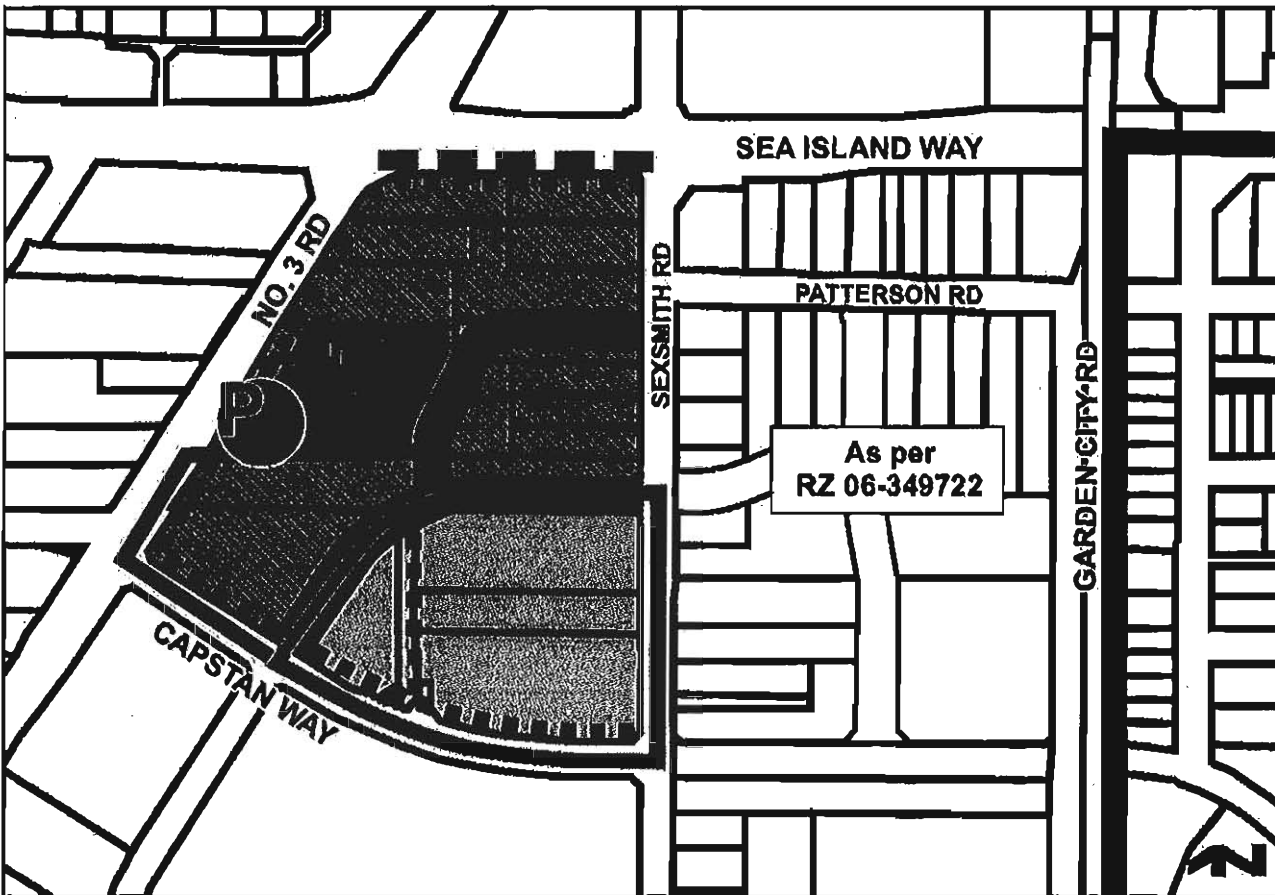 SEA ISLAND WAY
NO. 3 RD
SEXSMITH RD
PATTERSON RD
P
GARDEN CITY RD
As per
RZ 06-349722
CAPSTAN WAY
N